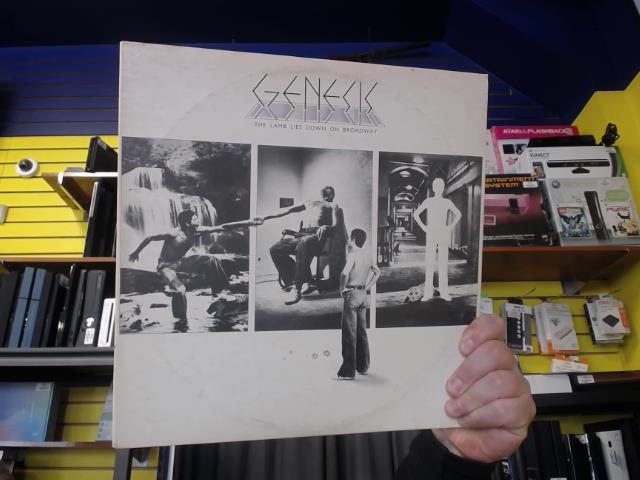 GENESIS
THE LAMB LIES DOWN ON BROADWAY
ATARI FLASHBACK
KINECT